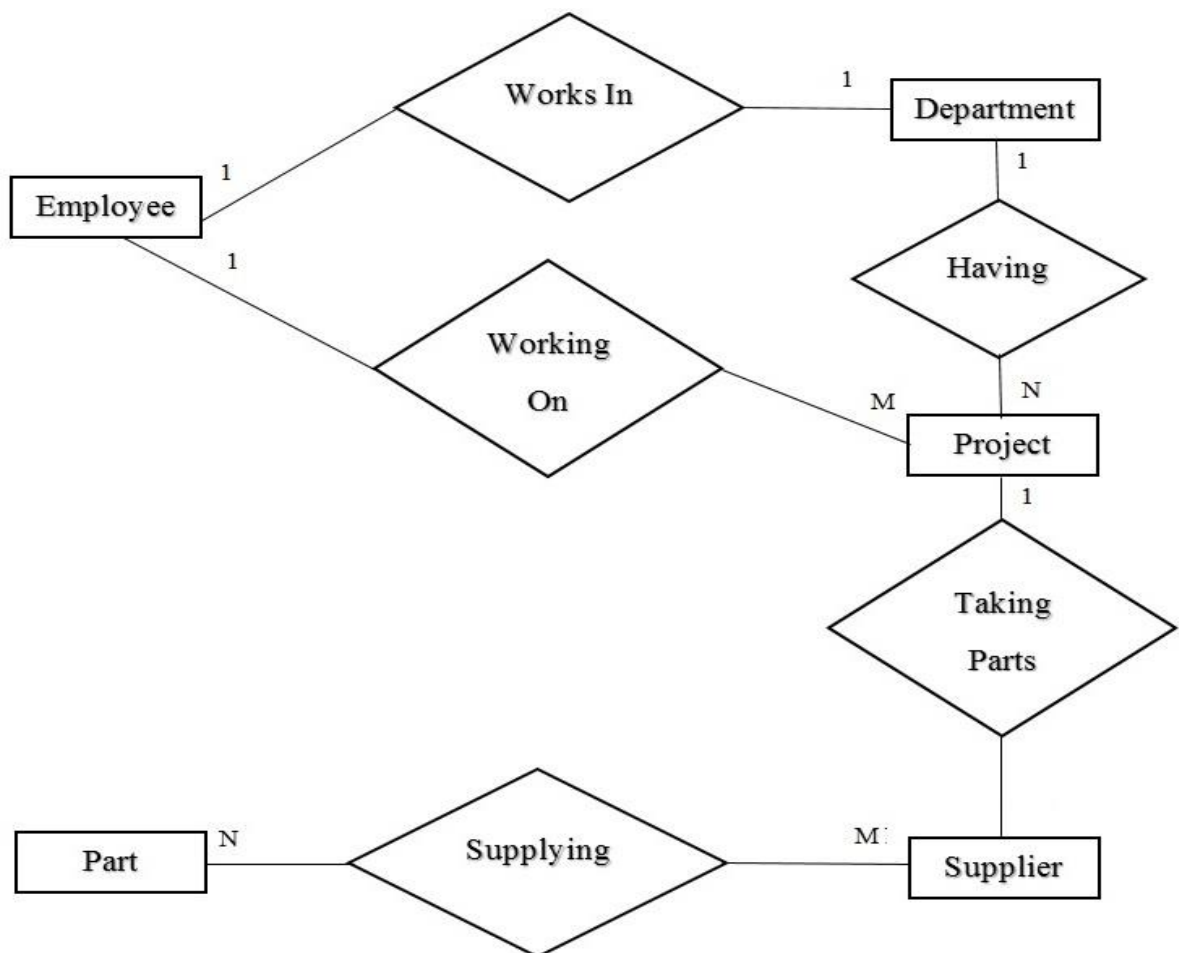 Works In
1
Department
1
1
Employee
1
Having
Working
On
M
N
Project
1
Taking
Parts
N
Supplying
M
Part
Supplier